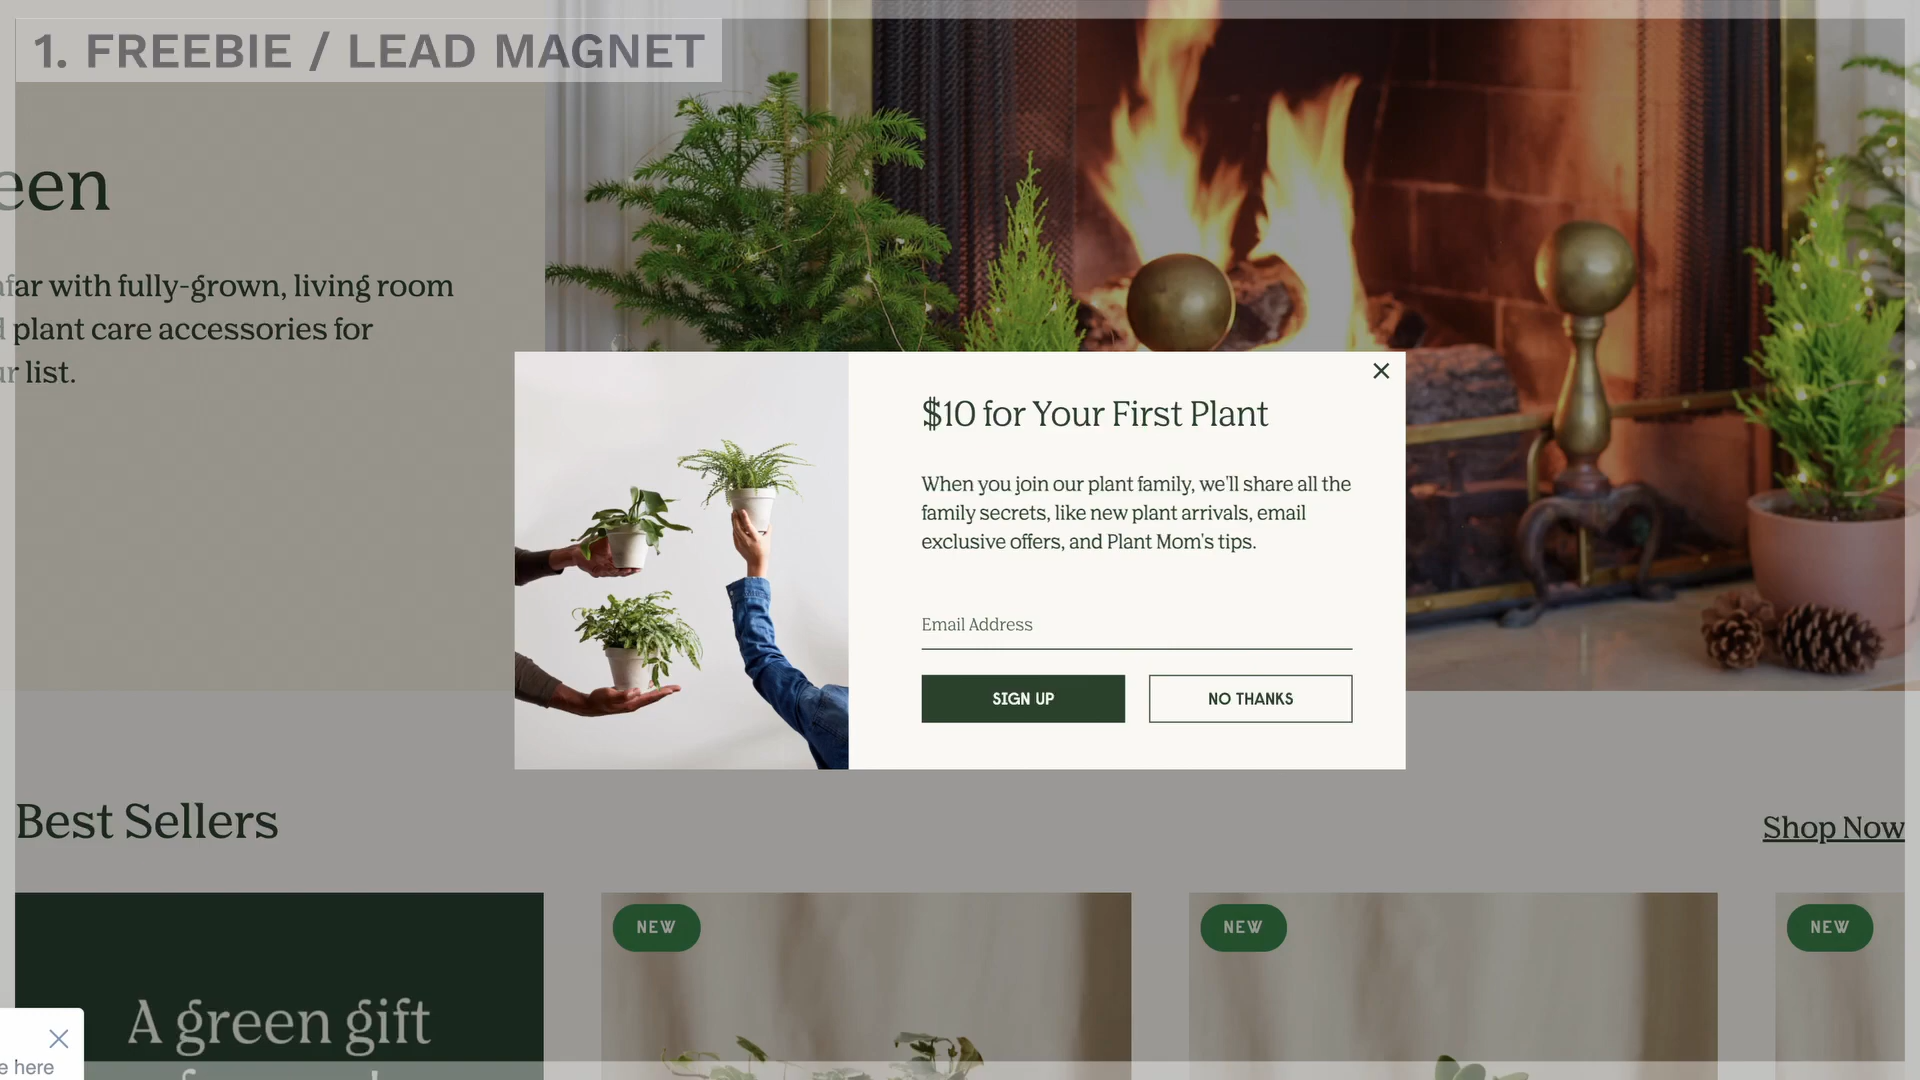 1. FREEBIE / LEAD MAGNET
een
afar with fully-grown, living room
d plant care accessories for
ur list.
$10 for Your First Plant
When you join our plant family, we'll share all the
family secrets, like new plant arrivals, email
exclusive offers, and Plant Mom's tips.
Email Address
SIGN UP
NO THANKS
Best Sellers
Shop Now
NEW
NEW
NEW
A green gift
e here